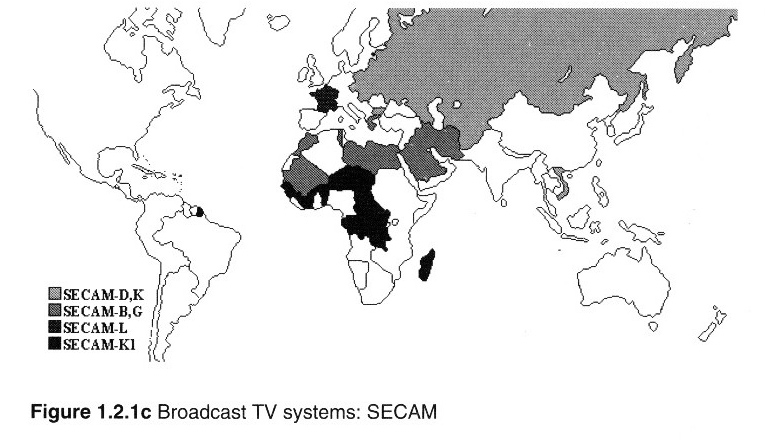 SECAM-D,K
SECAM-B,G
SECAM-L
SECAM-K1
Figure 1.2.1c Broadcast TV systems: SECAM